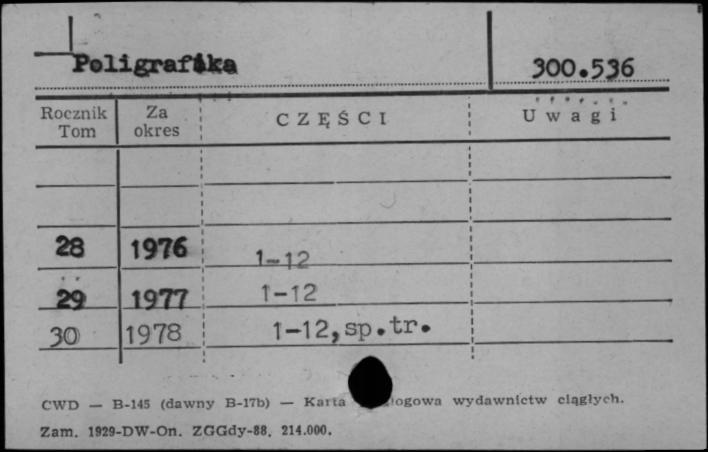 Poligrafika 300.536
Rocznik Tom Za okres CZĘŚCI Uwagi
28 1976 1-12
29 1977 1-12
30 1978 1-12, sp.tr.
CWD — B-145 (dawny B-17b) — Karta logowa wydawnictw ciągłych.
Zam. 1929-DW-On. ZGGdy-88. 214.000.